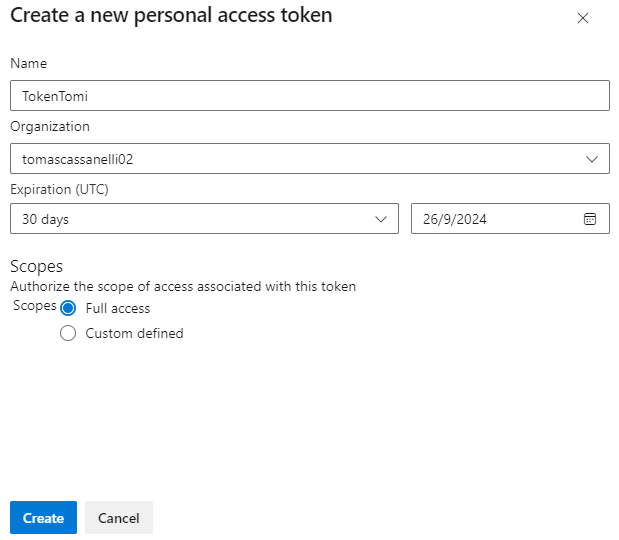 Create a new personal access token
Name
TokenTomi
Organization
tomascassanelli02
Expiration (UTC)
30 days 26/9/2024
Scopes
Authorize the scope of access associated with this token
Scopes Full access
Custom defined
Create Cancel